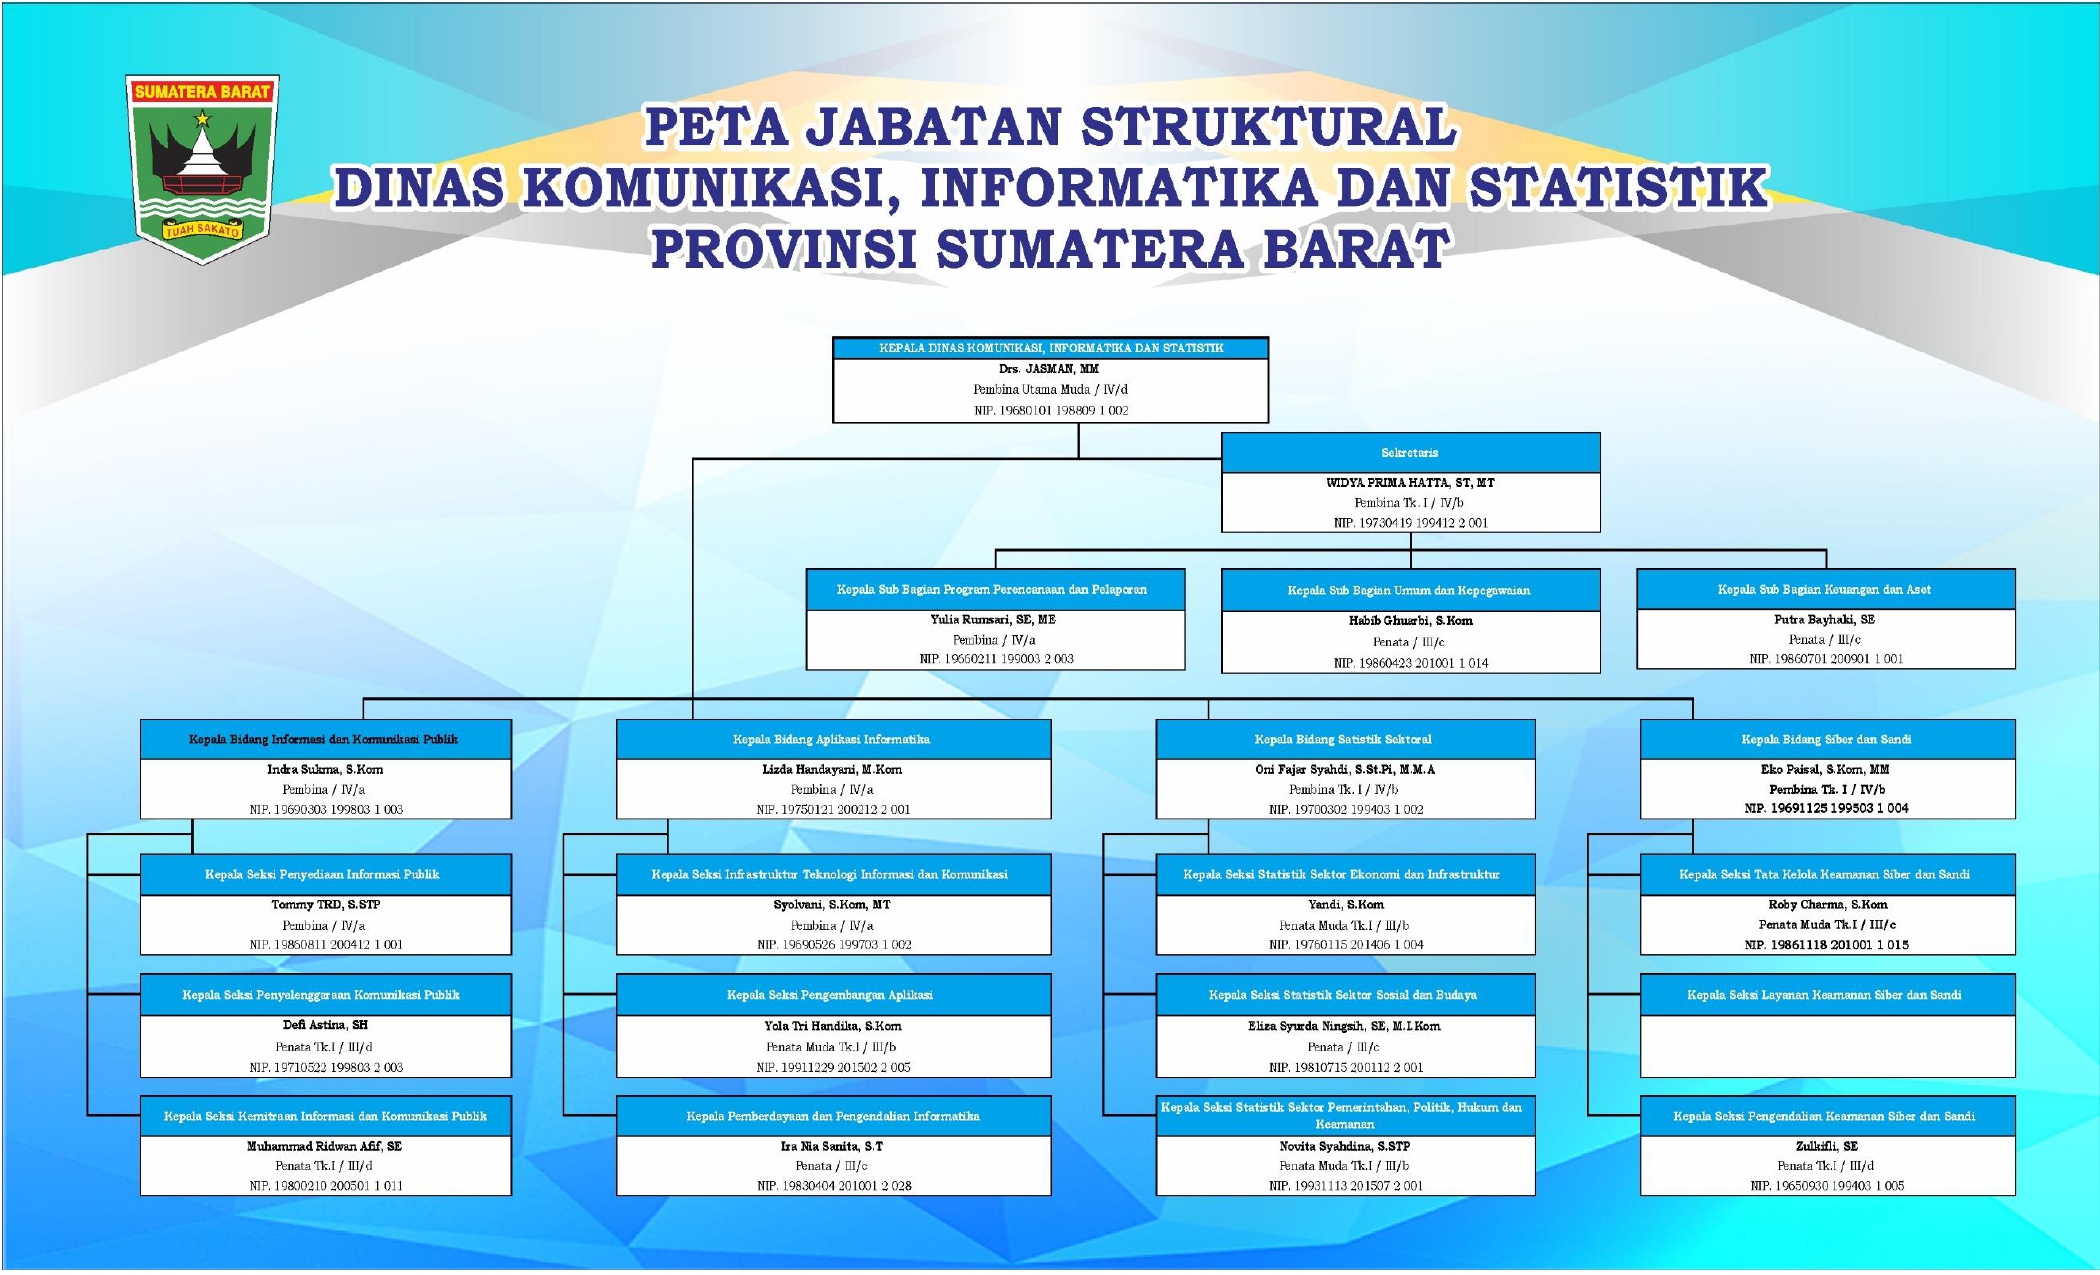 SUMATERA BARAT
TUAH SAKATO
PETA JABATAN STRUKTURAL
DINAS KOMUNIKASI, INFORMATIKA DAN STATISTIK
PROVINSI SUMATERA BARAT
KEPALA DINAS KOMUNIKASI, INFORMATIKA DAN STATISTIK
Drs. JASMAN, MM
Pembina Utama Muda / IV/d
NIP. 19680101 198809 1 002
Sekretaris
WIDYA PRIMA HATTA, ST, MT
Pembina Tk. I / IV/b
NIP. 19730419 199412 2 001
Kepala Sub Bagian Program Perencanaan dan Pelaporan
Yulia Rumsari, SE, ME
Pembina / IV/a
NIP. 19660211 199003 2 003
Kepala Sub Bagian Umum dan Kepegawaian
Habib Ghuarbi, S.Kom
Penata / III/c
NIP. 19860423 201001 1 014
Kepala Sub Bagian Keuangan dan Aset
Putra Bayhaki, SE
Penata / III/c
NIP. 19860701 200901 1 001
Kepala Bidang Informasi dan Komunikasi Publik
Indra Sukma, S.Kom
Pembina / IV/a
NIP. 19690303 199803 1 003
Kepala Seksi Penyediaan Informasi Publik
Tommy TRD, S.STP
Pembina / IV/a
NIP. 19860811 200412 1 001
Kepala Seksi Penyelenggaraan Komunikasi Publik
Defi Astina, SH
Penata Tk.I / III/d
NIP. 19710522 199803 2 003
Kepala Seksi Kemitraan Informasi dan Komunikasi Publik
Muhammad Ridwan Afif, SE
Penata Tk.I / III/d
NIP. 19800210 200501 1 011
Kepala Bidang Aplikasi Informatika
Lizda Handayani, M.Kom
Pembina / IV/a
NIP. 19750121 200212 2 001
Kepala Seksi Infrastruktur Teknologi Informasi dan Komunikasi
Syolvani, S.Kom, MT
Pembina / IV/a
NIP. 19690526 199703 1 002
Kepala Seksi Pengembangan Aplikasi
Yola Tri Handika, S.Kom
Penata Muda Tk.I / III/b
NIP. 19911229 201502 2 005
Kepala Pemberdayaan dan Pengendalian Informatika
Ira Nia Sanita, S.T
Penata / III/c
NIP. 19830404 201001 2 028
Kepala Bidang Satistik Sektoral
Oni Fajar Syahdi, S.St.Pi, M.M.A
Pembina Tk. I / IV/b
NIP. 19700302 199403 1 002
Kepala Seksi Statistik Sektor Ekonomi dan Infrastruktur
Yandi, S.Kom
Penata Muda Tk.I / III/b
NIP. 19760115 201406 1 004
Kepala Seksi Statistik Sektor Sosial dan Budaya
Eliza Syurda Ningsih, SE, M.I.Kom
Penata / III/c
NIP. 19810715 200112 2 001
Kepala Seksi Statistik Sektor Pemerintahan, Politik, Hukum dan
Keamanan
Novita Syahdina, S.STP
Penata Muda Tk.I / III/b
NIP. 19931113 201507 2 001
Kepala Bidang Siber dan Sandi
Eko Paisal, S.Kom, MM
Pembina Tk. I / IV/b
NIP. 19691125 199503 1 004
Kepala Seksi Tata Kelola Keamanan Siber dan Sandi
Roby Charma, S.Kom
Penata Muda Tk.I / III/c
NIP. 19861118 201001 1 015
Kepala Seksi Layanan Keamanan Siber dan Sandi
Kepala Seksi Pengendalian Keamanan Siber dan Sandi
Zulkifli, SE
Penata Tk.I / III/d
NIP. 19650930 199403 1 005